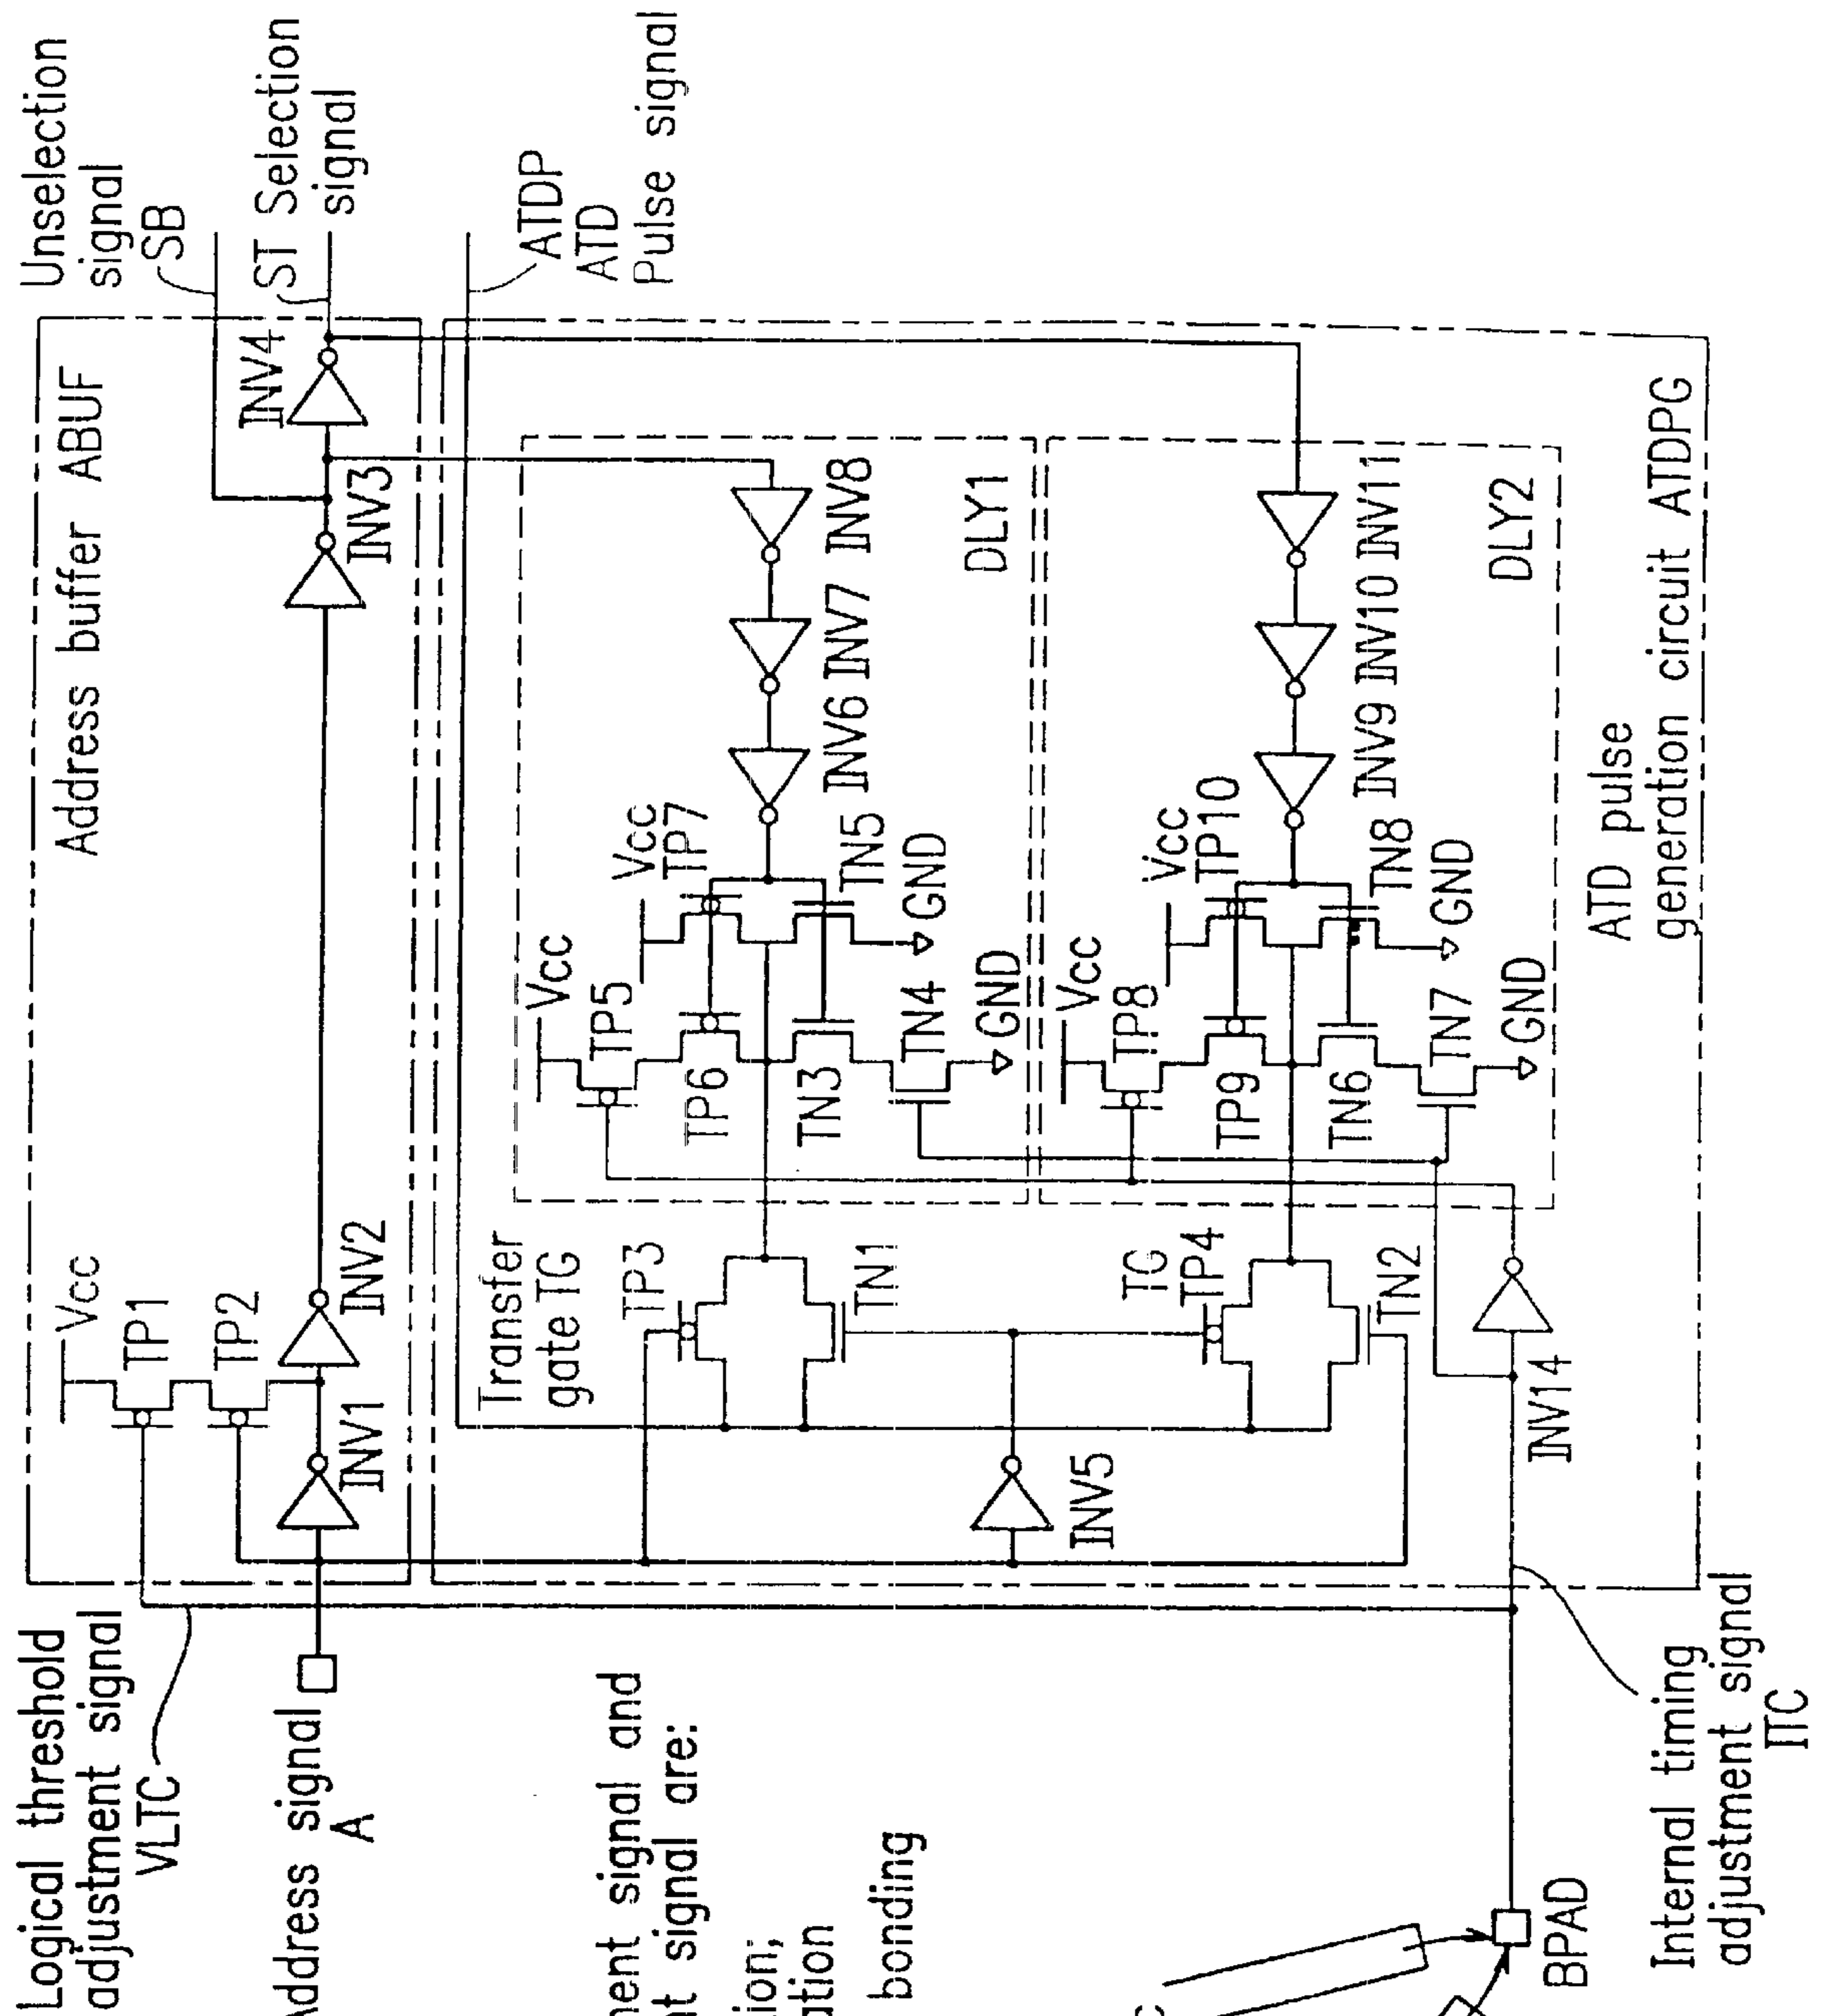 Unselection
signal
SB
ST Selection
signal
ATDP
ATD
Pulse signal
Address buffer ABUF
INV4
INV3
Vcc
TP1
TP2
INV2
INV1
Logical threshold
adjustment signal
VLTC
Address signal
A
Transfer
gate TG
TP3
TN1
TG
TP4
TN2
INV5
INV14
DLY1
INV8
INV7
INV6
Vcc
TP7
TN5
GND
Vcc
TP5
TP6
TN3
TN4
GND
DLY2
INV11
INV10
INV9
Vcc
TP10
TN8
GND
Vcc
TP8
TP9
TN6
TN7
GND
ATD pulse
generation circuit ATDPG
signal and
signal are:
bonding
BPAD
Internal timing
adjustment signal
ITC